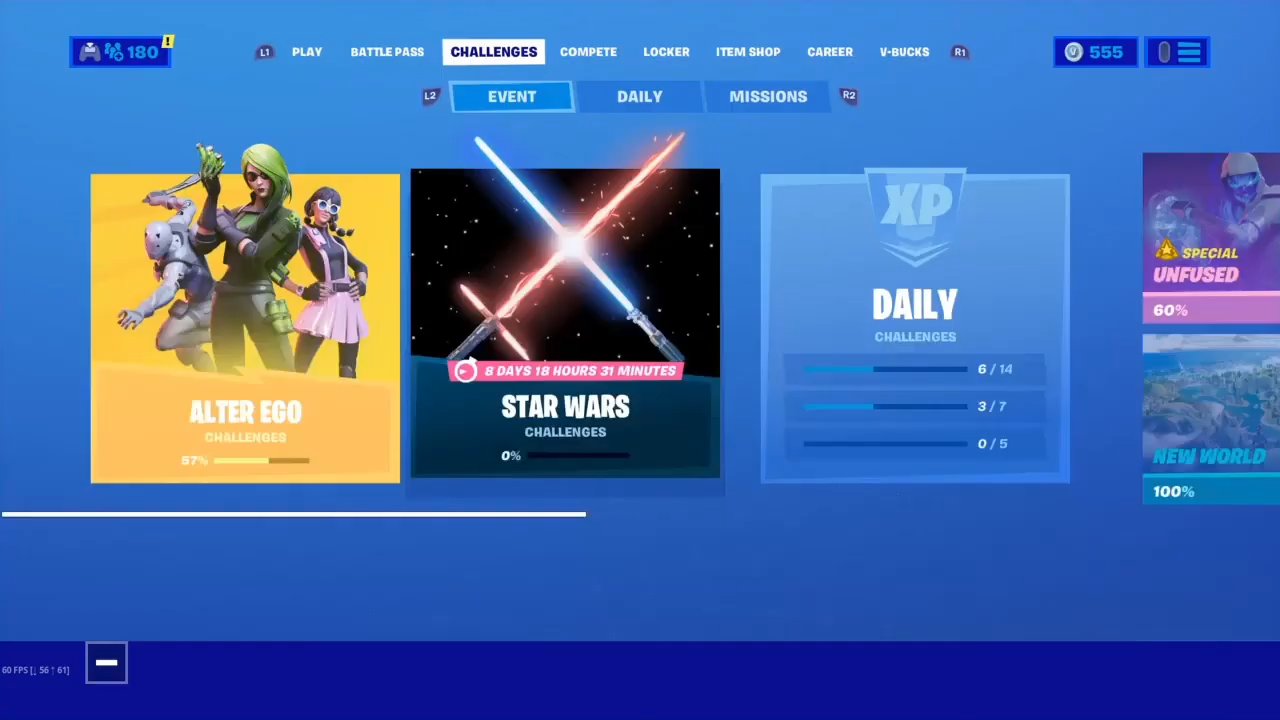 180
!
L1
PLAY
BATTLE PASS
CHALLENGES
COMPETE
LOCKER
ITEM SHOP
CAREER
V-BUCKS
R1
V
555
L2
EVENT
DAILY
MISSIONS
R2
ALTER EGO
CHALLENGES
57%
8 DAYS 18 HOURS 31 MINUTES
STAR WARS
CHALLENGES
0%
XP
DAILY
CHALLENGES
6 / 14
3 / 7
0 / 5
SPECIAL
UNFUSED
60%
NEW WORLD
100%
60 FPS [↓ 56 ↑ 61]